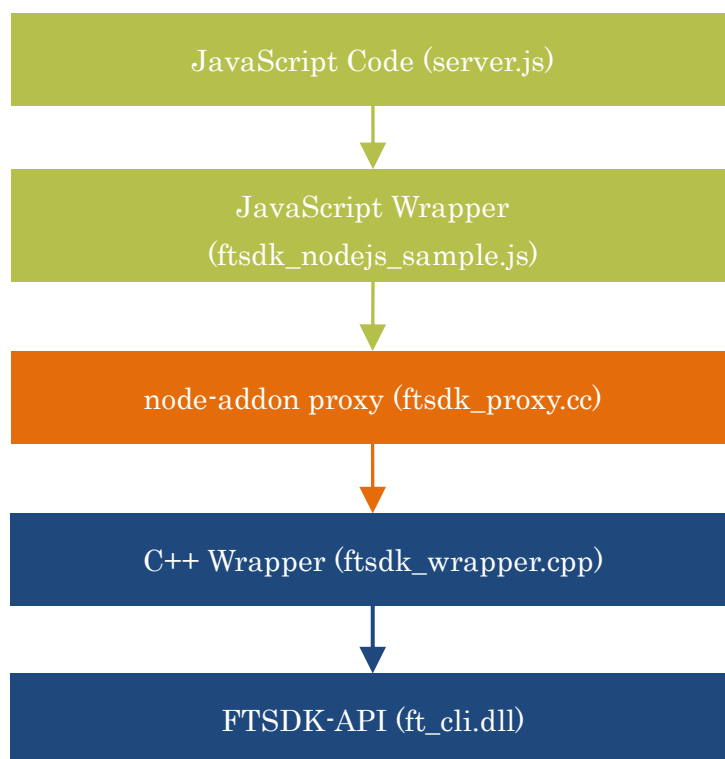 JavaScript Code (server.js)
JavaScript Wrapper
(ftsdk_nodejs_sample.js)
node-addon proxy (ftsdk_proxy.cc)
C++ Wrapper (ftsdk_wrapper.cpp)
FTSDK-API (ft_cli.dll)